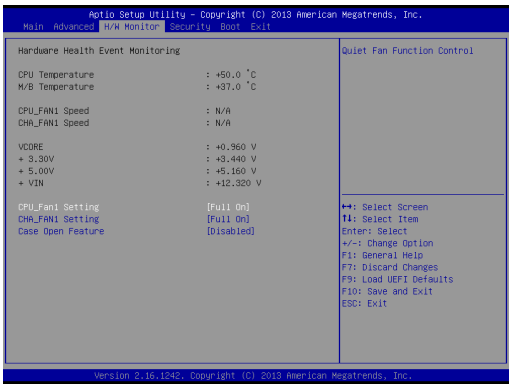 Aptio Setup Utility – Copyright (C) 2013 American Megatrends, Inc.
Main Advanced H/W Monitor Security Boot Exit
Hardware Health Event Monitoring
CPU Temperature : +50.0 °C
M/B Temperature : +37.0 °C
CPU_FAN1 Speed : N/A
CHA_FAN1 Speed : N/A
VCORE : +0.960 V
+ 3.30V : +3.440 V
+ 5.00V : +5.160 V
+ VIN : +12.320 V
CPU_Fan1 Setting [Full On]
CHA_FAN1 Setting [Full On]
Case Open Feature [Disabled]
Quiet Fan Function Control
↔: Select Screen
↑↓: Select Item
Enter: Select
+/-: Change Option
F1: General Help
F7: Discard Changes
F9: Load UEFI Defaults
F10: Save and Exit
ESC: Exit
Version 2.16.1242. Copyright (C) 2013 American Megatrends, Inc.